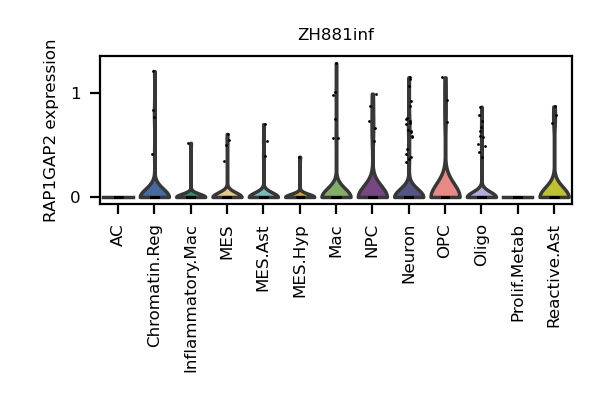 ZH881inf
RAP1GAP2 expression
1
0
AC
Chromatin.Reg
Inflammatory.Mac
MES
MES.Ast
MES.Hyp
Mac
NPC
Neuron
OPC
Oligo
Prolif.Metab
Reactive.Ast